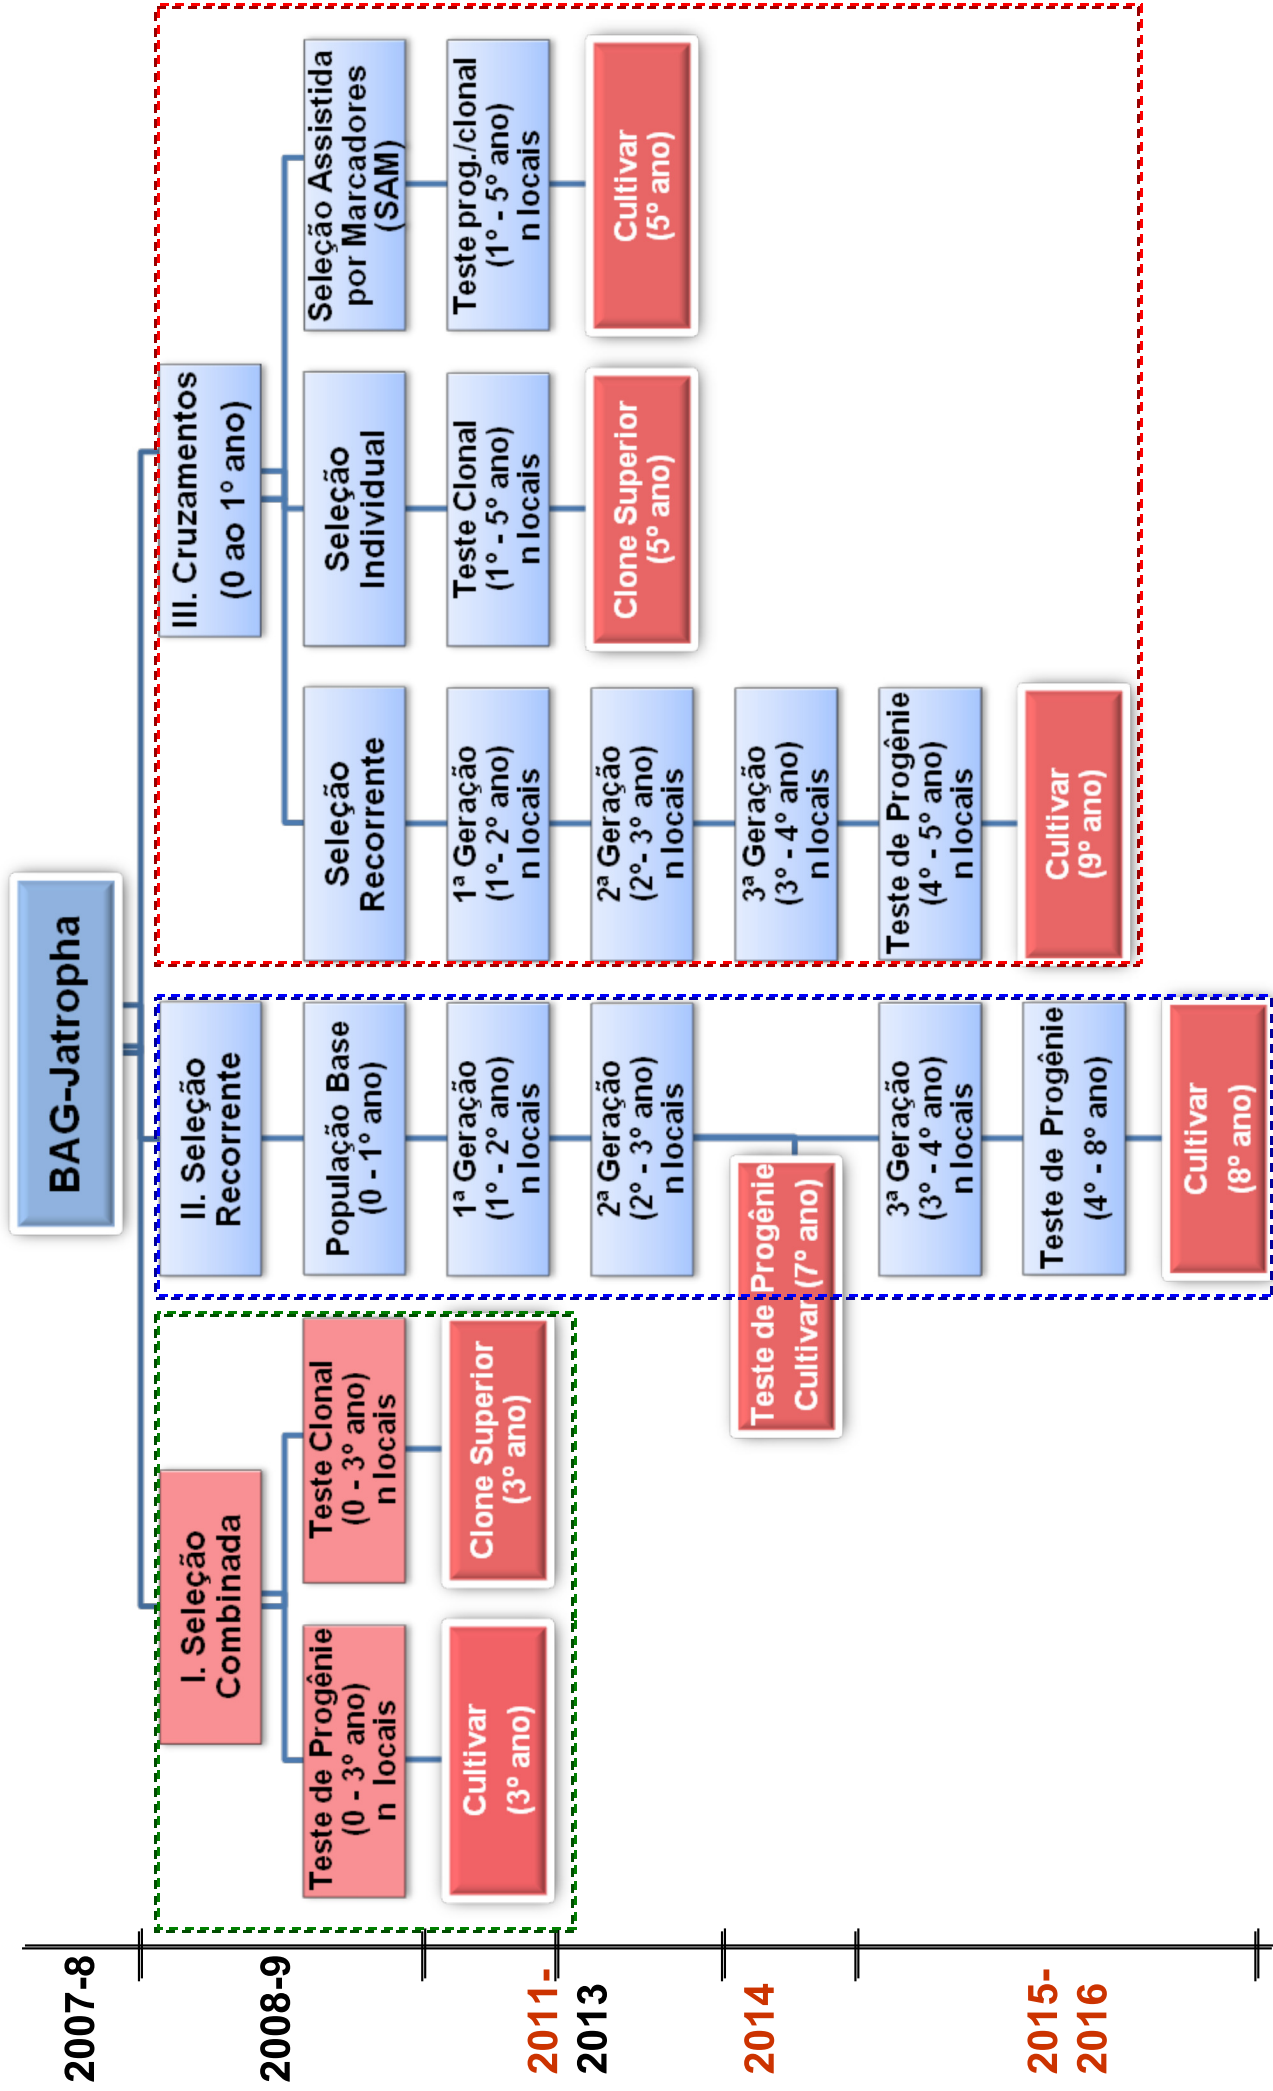 BAG-Jatropha
2007-8
2008-9
2011-
2013
2014
2015-
2016
I. Seleção
Combinada
Teste de Progênie
(0 - 3º ano)
n locais
Cultivar
(3º ano)
Teste Clonal
(0 - 3º ano)
n locais
Clone Superior
(3º ano)
II. Seleção
Recorrente
População Base
(0 - 1º ano)
1ª Geração
(1º - 2º ano)
n locais
2ª Geração
(2º - 3º ano)
n locais
Teste de Progênie
Cultivar (7º ano)
3ª Geração
(3º - 4º ano)
n locais
Teste de Progênie
(4º - 8º ano)
Cultivar
(8º ano)
III. Cruzamentos
(0 ao 1º ano)
Seleção
Recorrente
1ª Geração
(1º- 2º ano)
n locais
2ª Geração
(2º- 3º ano)
n locais
3ª Geração
(3º - 4º ano)
n locais
Teste de Progênie
(4º - 5º ano)
n locais
Cultivar
(9º ano)
Seleção
Individual
Teste Clonal
(1º - 5º ano)
n locais
Clone Superior
(5º ano)
Seleção Assistida
por Marcadores
(SAM)
Teste prog./clonal
(1º - 5º ano)
n locais
Cultivar
(5º ano)